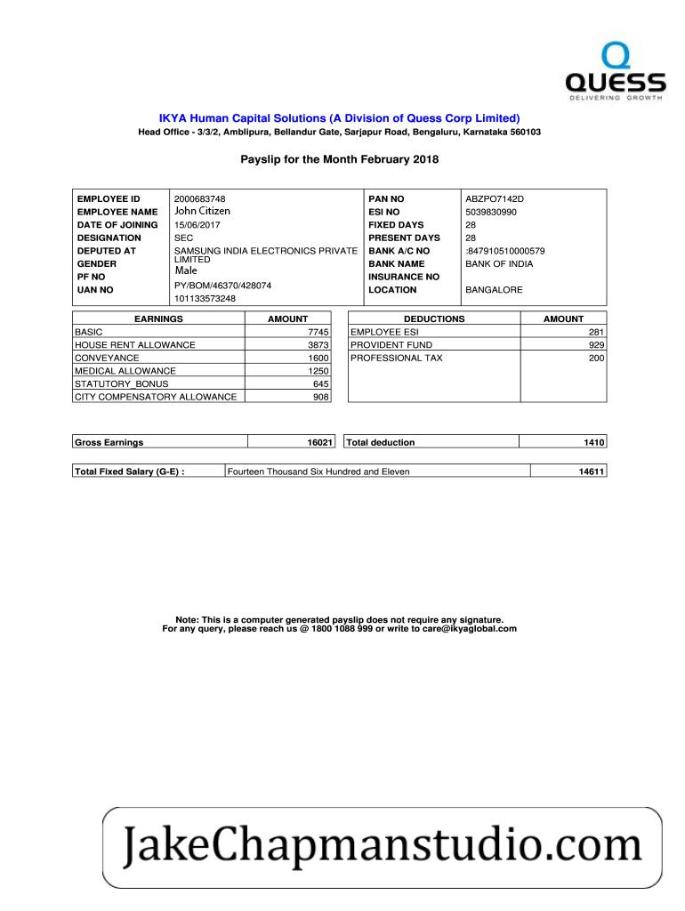 QUESS
DELIVERING GROWTH
IKYA Human Capital Solutions (A Division of Quess Corp Limited)
Head Office - 3/3/2, Amblipura, Bellandur Gate, Sarjapur Road, Bengaluru, Karnataka 560103
Payslip for the Month February 2018
EMPLOYEE ID 2000683748 PAN NO ABZPO7142D
EMPLOYEE NAME John Citizen ESI NO 5039830990
DATE OF JOINING 15/06/2017 FIXED DAYS 28
DESIGNATION SEC PRESENT DAYS 28
DEPUTED AT SAMSUNG INDIA ELECTRONICS PRIVATE LIMITED BANK A/C NO :847910510000579
GENDER Male BANK NAME BANK OF INDIA
PF NO PY/BOM/46370/428074 INSURANCE NO
UAN NO 101133573248 LOCATION BANGALORE
EARNINGS AMOUNT DEDUCTIONS AMOUNT
BASIC 7745 EMPLOYEE ESI 281
HOUSE RENT ALLOWANCE 3873 PROVIDENT FUND 929
CONVEYANCE 1600 PROFESSIONAL TAX 200
MEDICAL ALLOWANCE 1250
STATUTORY_BONUS 645
CITY COMPENSATORY ALLOWANCE 908
Gross Earnings 16021 Total deduction 1410
Total Fixed Salary (G-E) : Fourteen Thousand Six Hundred and Eleven 14611
Note: This is a computer generated payslip does not require any signature.
For any query, please reach us @ 1800 1088 999 or write to care@ikyaglobal.com
JakeChapmanstudio.com